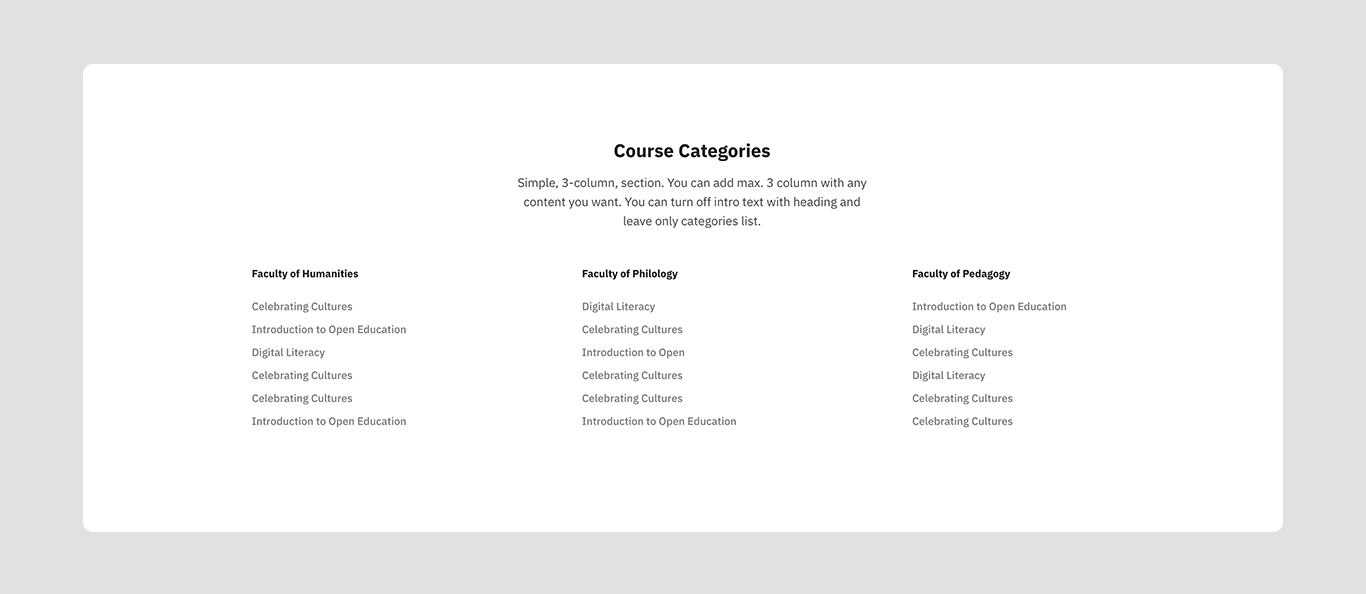 Course Categories
Simple, 3-column, section. You can add max. 3 column with any
content you want. You can turn off intro text with heading and
leave only categories list.
Faculty of Humanities
Celebrating Cultures
Introduction to Open Education
Digital Literacy
Celebrating Cultures
Celebrating Cultures
Introduction to Open Education
Faculty of Philology
Digital Literacy
Celebrating Cultures
Introduction to Open
Celebrating Cultures
Celebrating Cultures
Introduction to Open Education
Faculty of Pedagogy
Introduction to Open Education
Digital Literacy
Celebrating Cultures
Digital Literacy
Celebrating Cultures
Celebrating Cultures